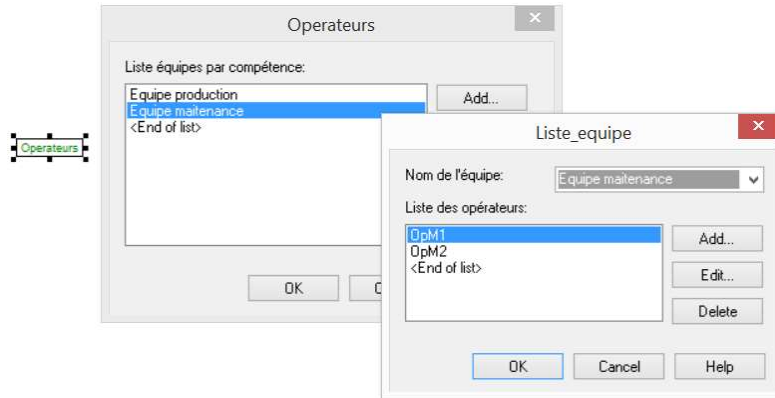 Operateurs
Operateurs
Liste équipes par compétence:
Equipe production
Equipe maitenance
<End of list>
Add...
OK
C
Liste_equipe
Nom de l'équipe:
Equipe maitenance
Liste des opérateurs:
OpM1
OpM2
<End of list>
Add...
Edit...
Delete
OK
Cancel
Help